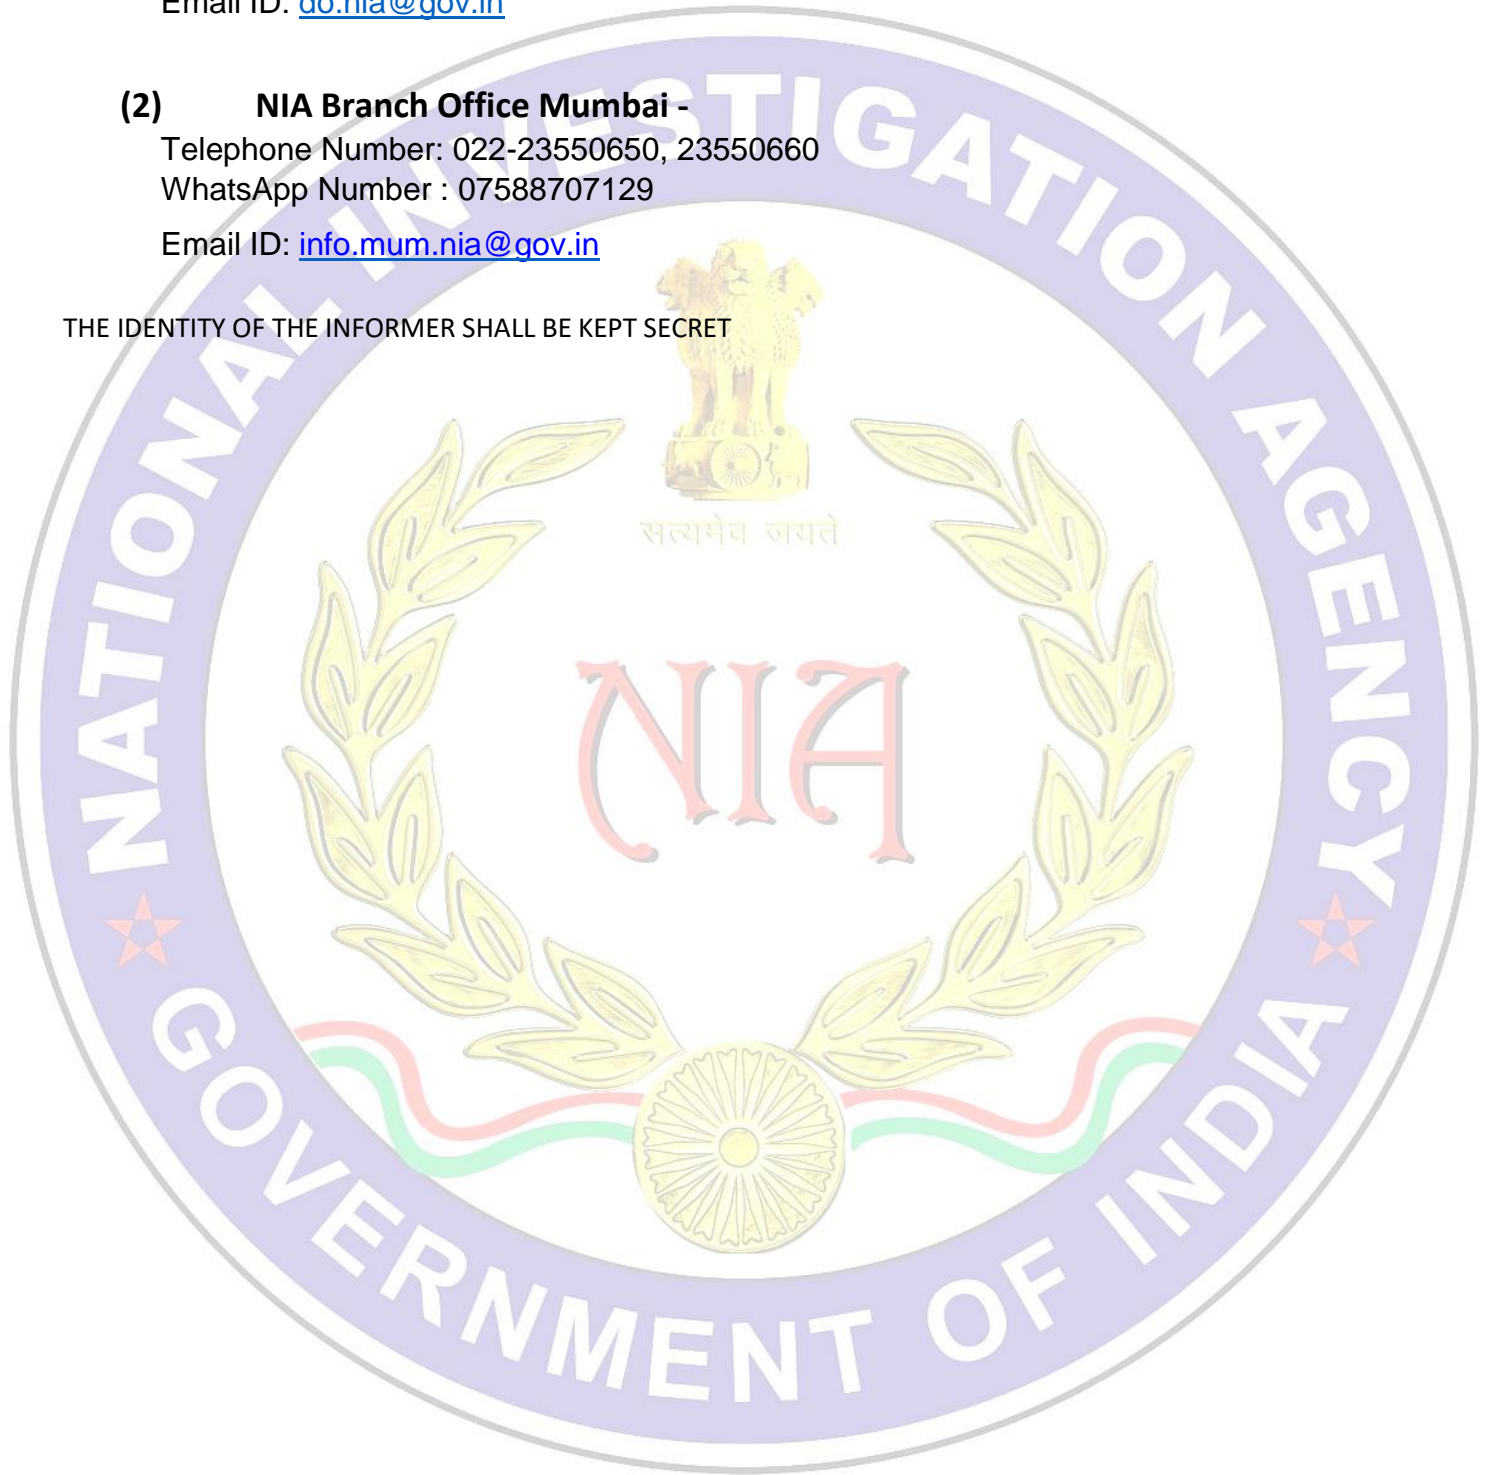 Email ID: do.nia@gov.in
(2) NIA Branch Office Mumbai -
Telephone Number: 022-23550650, 23550660
WhatsApp Number : 07588707129
Email ID: info.mum.nia@gov.in
THE IDENTITY OF THE INFORMER SHALL BE KEPT SECRET
NATIONAL INVESTIGATION AGENCY
सत्यमेव जयते
NIA
GOVERNMENT OF INDIA